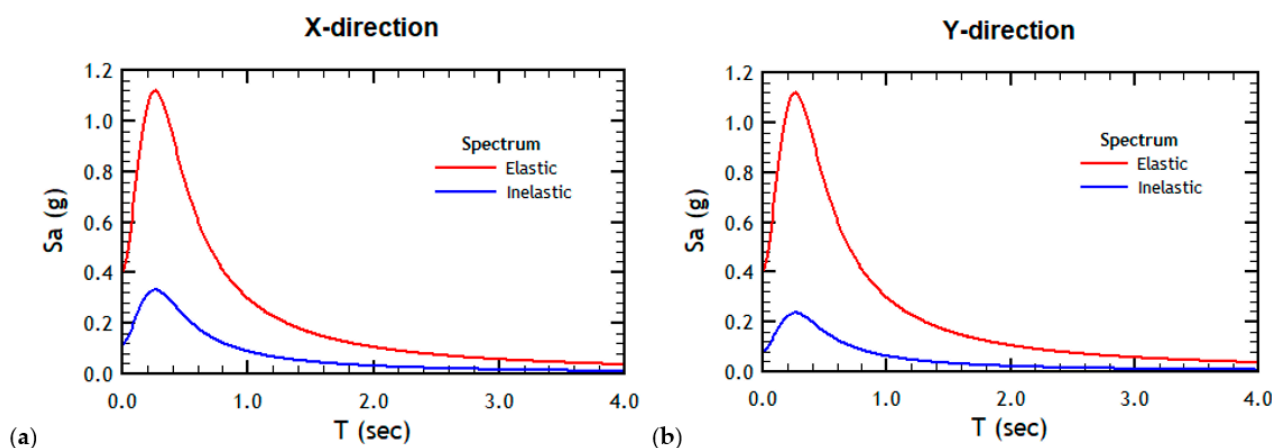 X-direction
Sa (g)
1.2
1.0
0.8
0.6
0.4
0.2
0.0
Spectrum
Elastic
Inelastic
0.0 1.0 2.0 3.0 4.0
T (sec)
(a)
Y-direction
Sa (g)
1.2
1.0
0.8
0.6
0.4
0.2
0.0
Spectrum
Elastic
Inelastic
0.0 1.0 2.0 3.0 4.0
T (sec)
(b)